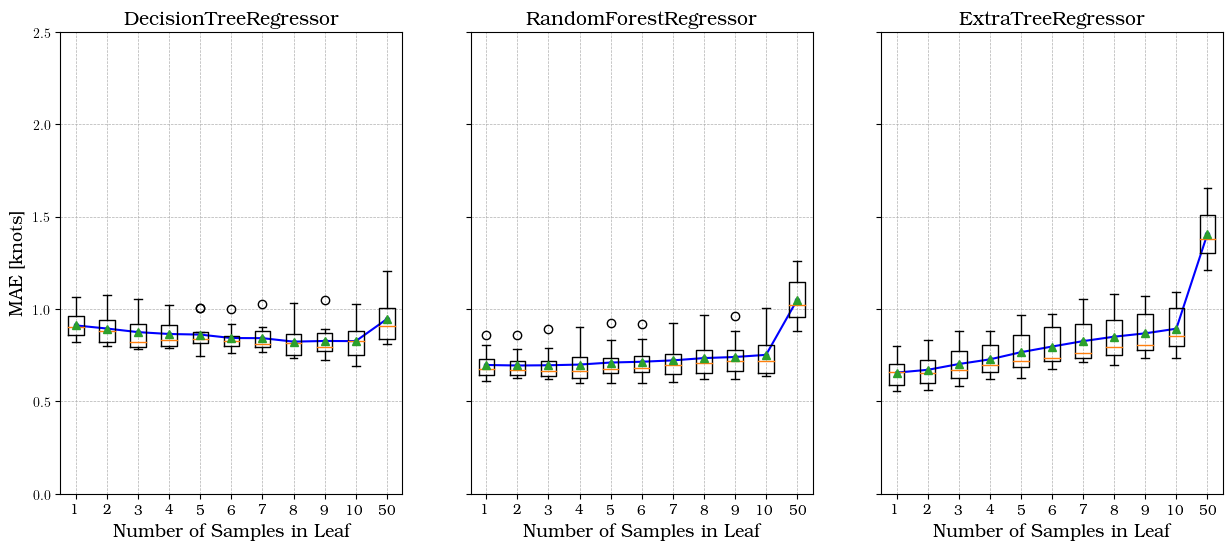 DecisionTreeRegressor
RandomForestRegressor
ExtraTreeRegressor
MAE [knots]
2.5
2.0
1.5
1.0
0.5
0.0
1 2 3 4 5 6 7 8 9 10 50
1 2 3 4 5 6 7 8 9 10 50
1 2 3 4 5 6 7 8 9 10 50
Number of Samples in Leaf
Number of Samples in Leaf
Number of Samples in Leaf